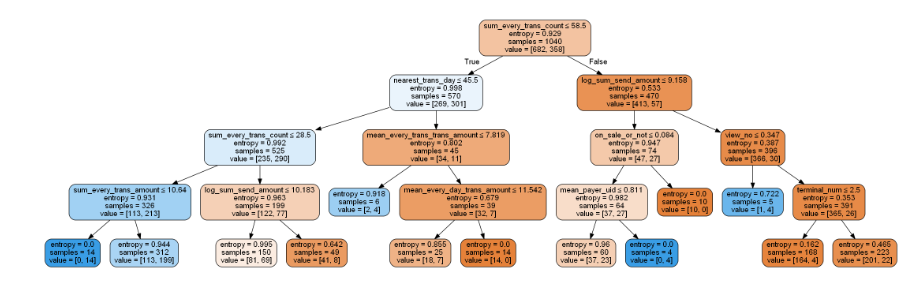 sum_every_trans_count ≤ 58.5
entropy = 0.929
samples = 1040
value = [682, 358]
True
False
nearest_trans_day ≤ 45.5
entropy = 0.998
samples = 570
value = [269, 301]
log_sum_send_amount ≤ 9.158
entropy = 0.533
samples = 470
value = [413, 57]
sum_every_trans_count ≤ 28.5
entropy = 0.992
samples = 525
value = [235, 290]
mean_every_trans_trans_amount ≤ 7.819
entropy = 0.802
samples = 45
value = [34, 11]
on_sale_or_not ≤ 0.084
entropy = 0.947
samples = 74
value = [47, 27]
view_no ≤ 0.347
entropy = 0.387
samples = 396
value = [366, 30]
sum_every_trans_amount ≤ 10.64
entropy = 0.931
samples = 326
value = [113, 213]
log_sum_send_amount ≤ 10.183
entropy = 0.963
samples = 199
value = [122, 77]
entropy = 0.918
samples = 6
value = [2, 4]
mean_every_day_trans_amount ≤ 11.542
entropy = 0.679
samples = 39
value = [32, 7]
mean_payer_uid ≤ 0.811
entropy = 0.982
samples = 64
value = [37, 27]
entropy = 0.0
samples = 10
value = [10, 0]
entropy = 0.722
samples = 5
value = [1, 4]
terminal_num ≤ 2.5
entropy = 0.353
samples = 391
value = [365, 26]
entropy = 0.0
samples = 14
value = [0, 14]
entropy = 0.944
samples = 312
value = [113, 199]
entropy = 0.995
samples = 150
value = [81, 69]
entropy = 0.642
samples = 49
value = [41, 8]
entropy = 0.855
samples = 25
value = [18, 7]
entropy = 0.0
samples = 14
value = [14, 0]
entropy = 0.96
samples = 60
value = [37, 23]
entropy = 0.0
samples = 4
value = [0, 4]
entropy = 0.162
samples = 168
value = [164, 4]
entropy = 0.465
samples = 223
value = [201, 22]